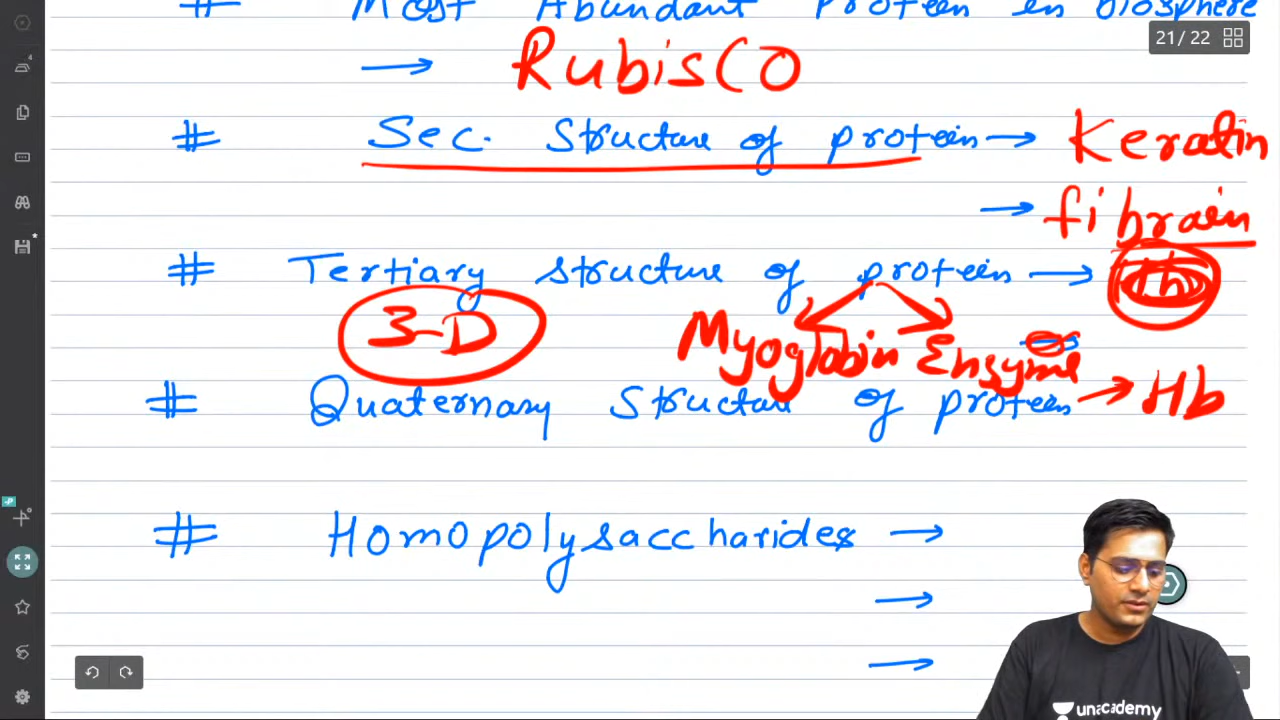 # Most Abundant Protein in biosphere
21 / 22
→ RubisCO
# Sec. Structure of protein → Keratin
→ fibrain
# Tertiary structure of protein →
3-D Myoglobin Enzyme
# Quaternary Structure of protein → Hb
# Homopolysaccharides →
→
→
unacademy